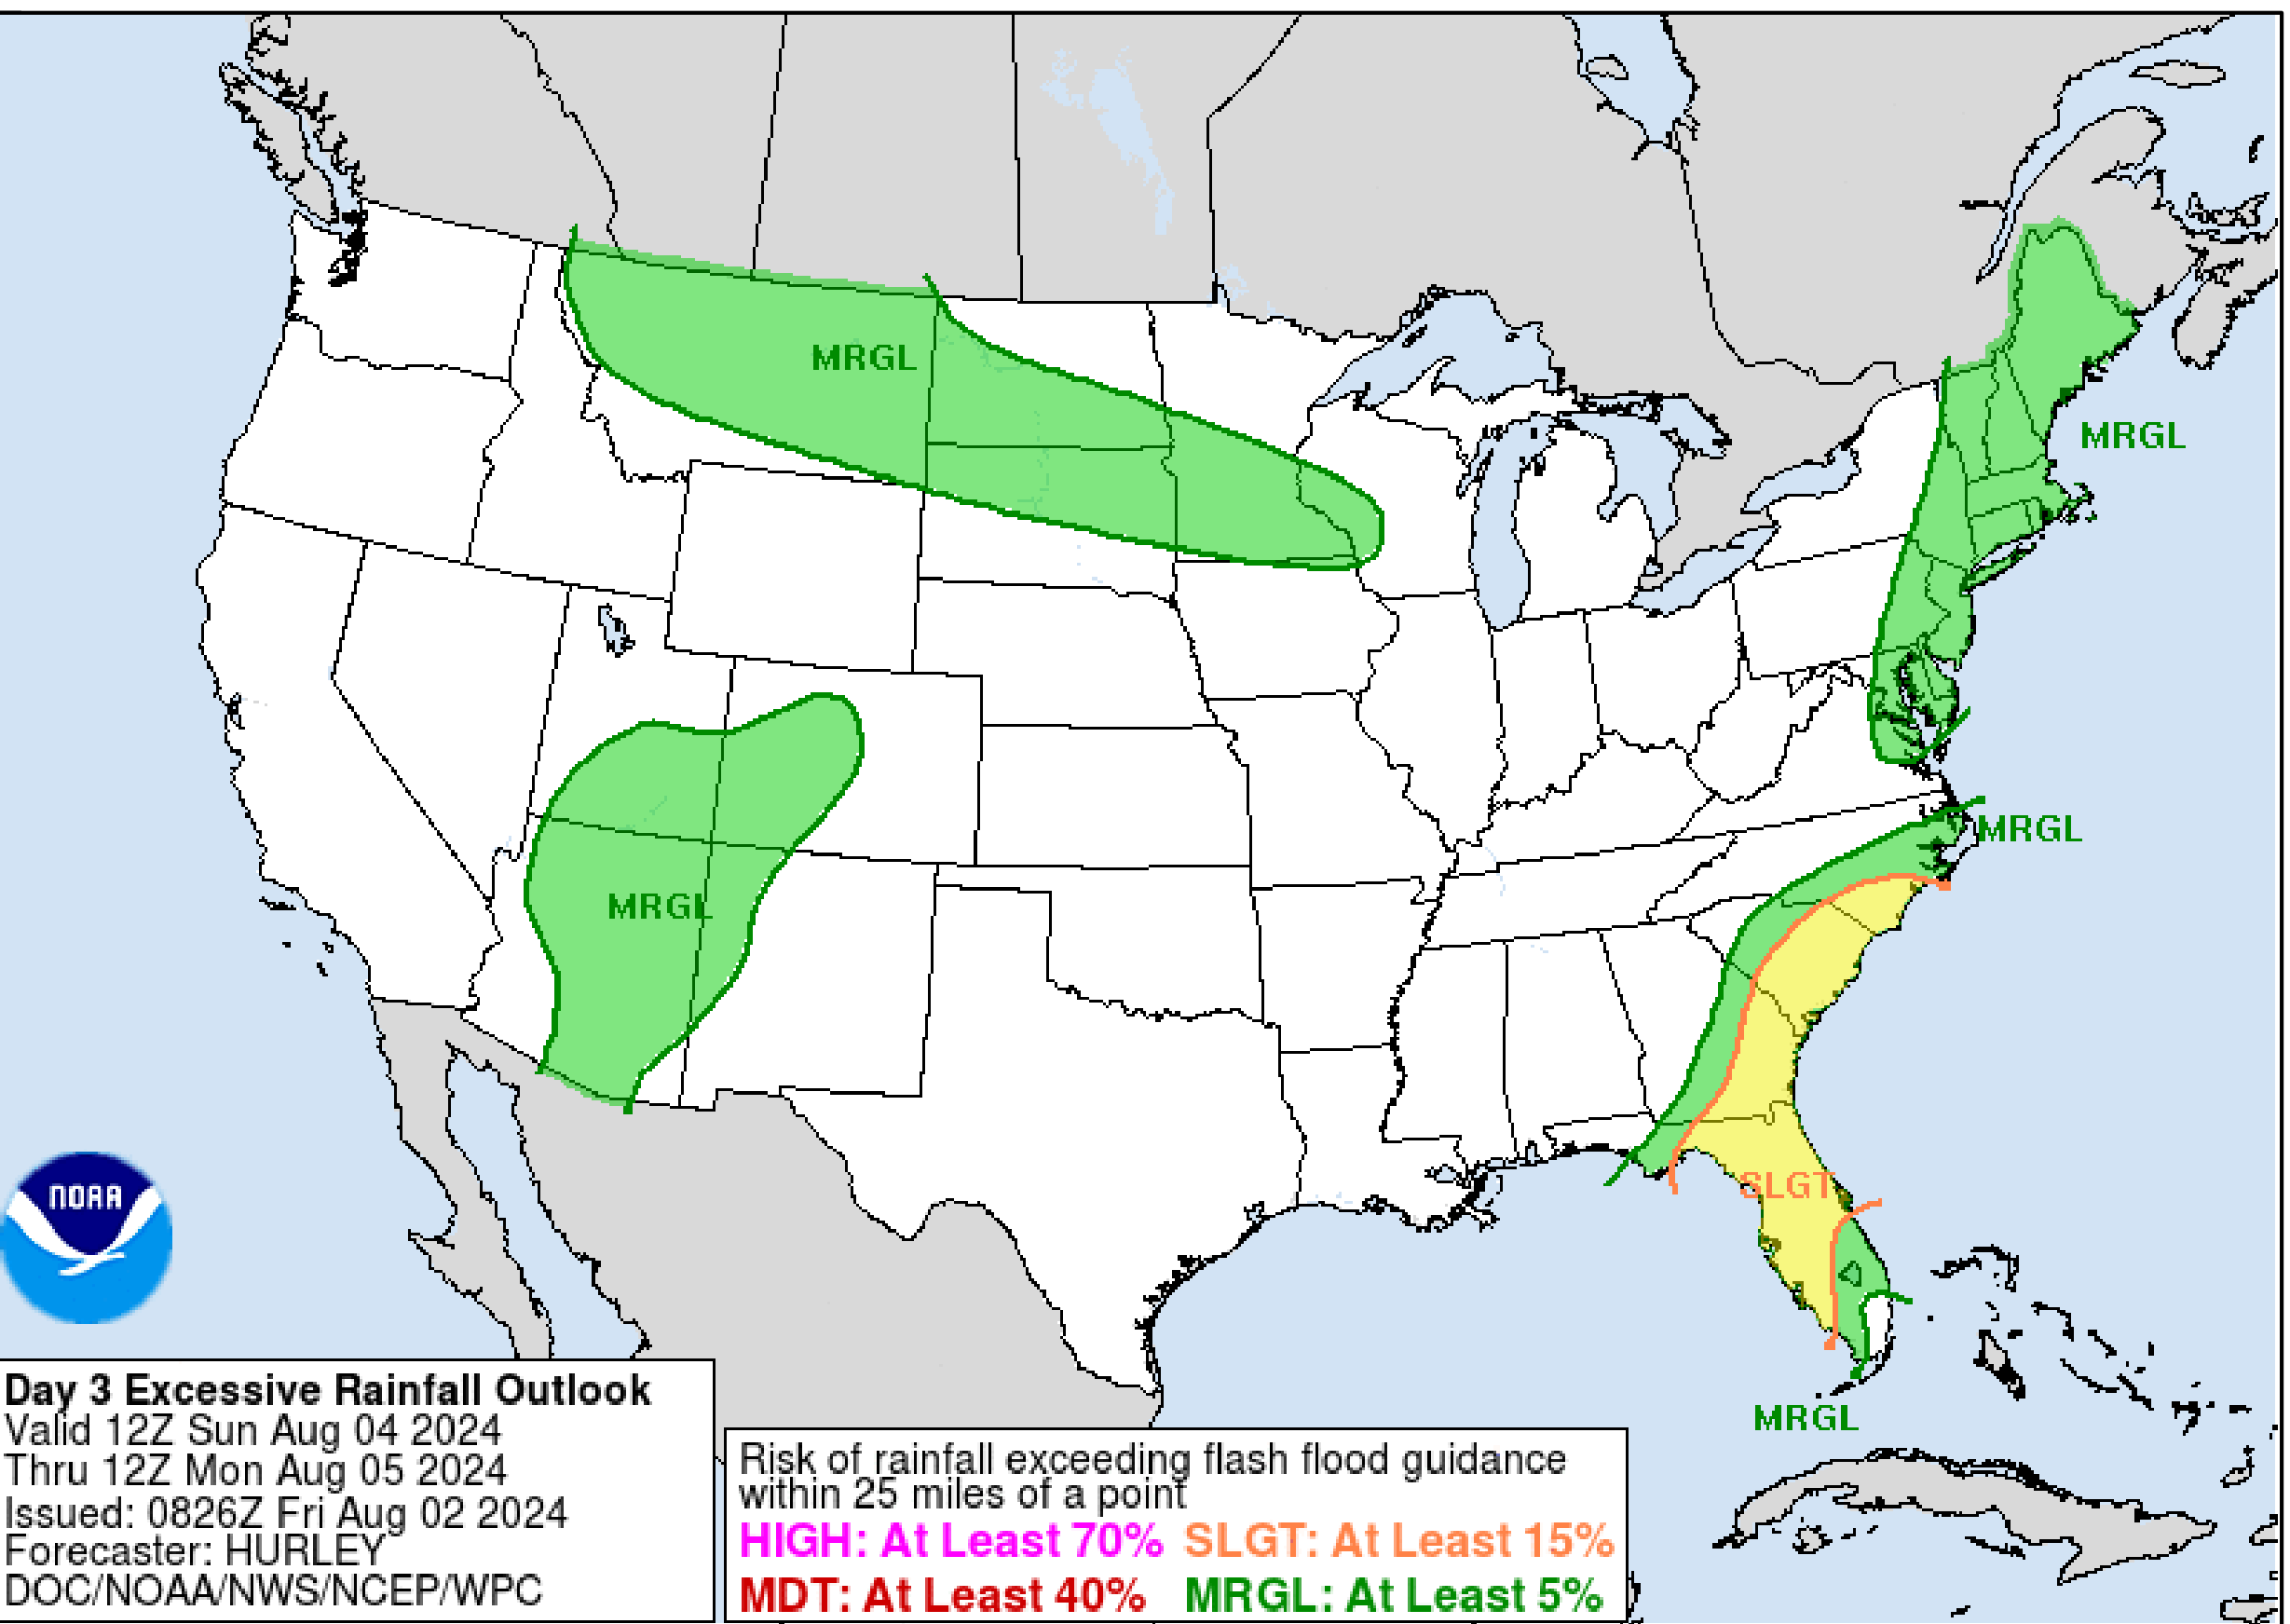 MRGL
MRGL
MRGL
MRGL
SLGT
MRGL
NOAA
Day 3 Excessive Rainfall Outlook
Valid 12Z Sun Aug 04 2024
Thru 12Z Mon Aug 05 2024
Issued: 0826Z Fri Aug 02 2024
Forecaster: HURLEY
DOC/NOAA/NWS/NCEP/WPC
Risk of rainfall exceeding flash flood guidance
within 25 miles of a point
HIGH: At Least 70% SLGT: At Least 15%
MDT: At Least 40% MRGL: At Least 5%